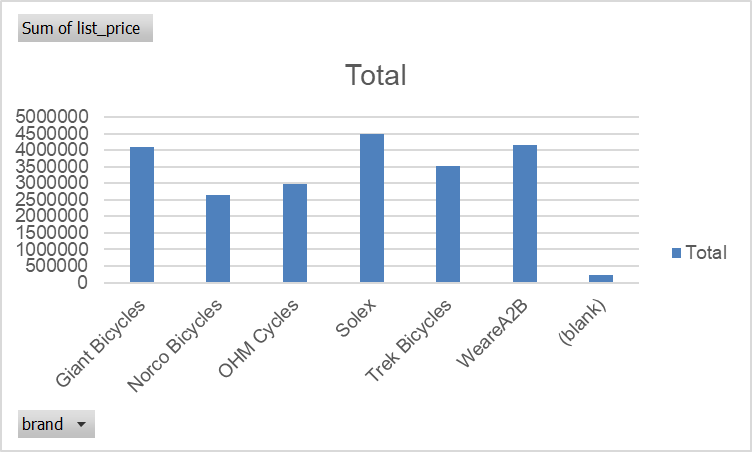 Sum of list_price
Total
5000000
4500000
4000000
3500000
3000000
2500000
2000000
1500000
1000000
500000
0
Total
Giant Bicycles
Norco Bicycles
OHM Cycles
Solex
Trek Bicycles
WeareA2B
(blank)
brand